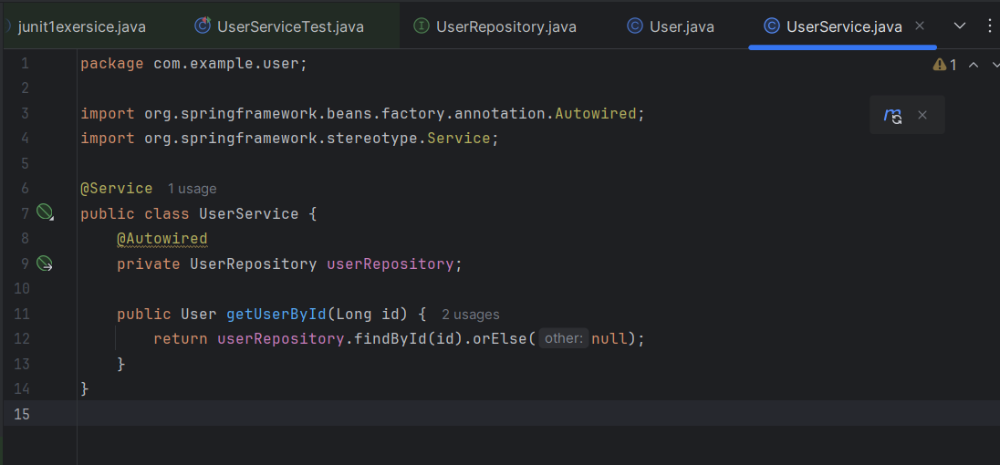 junit1exersice.java UserServiceTest.java UserRepository.java User.java UserService.java
1 package com.example.user; 1
2
3 import org.springframework.beans.factory.annotation.Autowired;
4 import org.springframework.stereotype.Service;
5
6 @Service 1 usage
7 public class UserService {
8     @Autowired
9     private UserRepository userRepository;
10
11     public User getUserById(Long id) { 2 usages
12         return userRepository.findById(id).orElse( other: null);
13     }
14 }
15